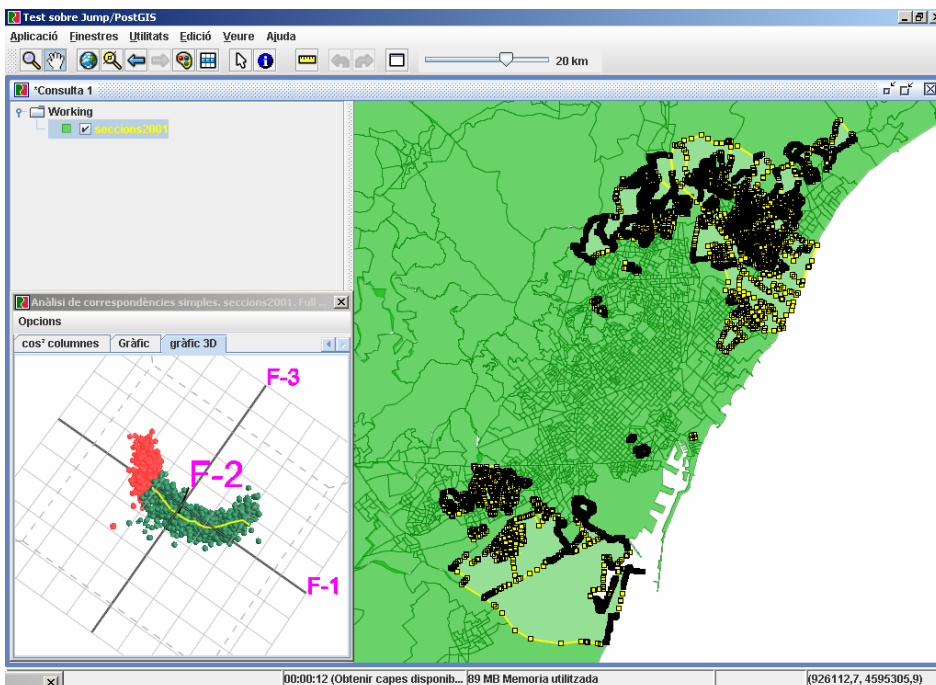 Test sobre Jump/PostGIS
Aplicació Finestres Utilitats Edició Veure Ajuda
20 km
*Consulta 1
Working
seccions2001
Anàlisi de correspondències simples. seccions2001. Full ...
Opcions
cos² columnes Gràfic gràfic 3D
F-3
F-2
F-1
00:00:12 (Obtenir capes disponib... 89 MB Memoria utilitzada (926112,7, 4595305,9)